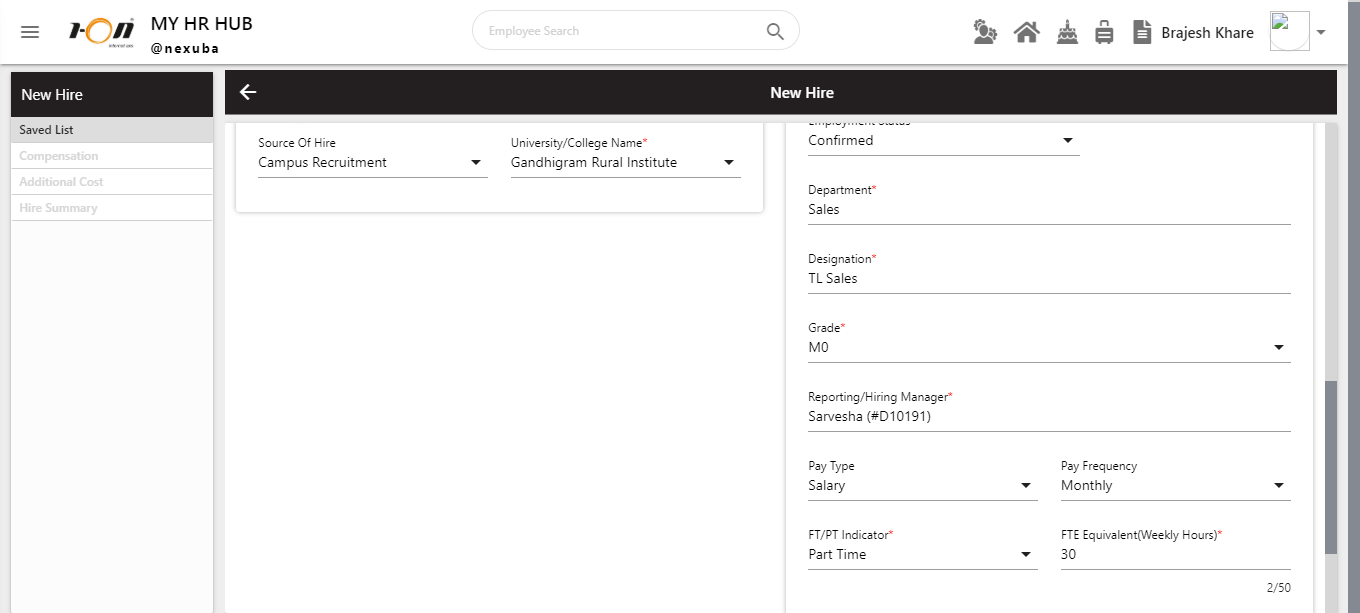 MY HR HUB
@nexuba
Employee Search
Brajesh Khare
New Hire
Saved List
Compensation
Additional Cost
Hire Summary
New Hire
Source Of Hire
Campus Recruitment
University/College Name*
Gandhigram Rural Institute
Employment Status
Confirmed
Department*
Sales
Designation*
TL Sales
Grade*
M0
Reporting/Hiring Manager*
Sarvesha (#D10191)
Pay Type
Salary
Pay Frequency
Monthly
FT/PT Indicator*
Part Time
FTE Equivalent(Weekly Hours)*
30
2/50